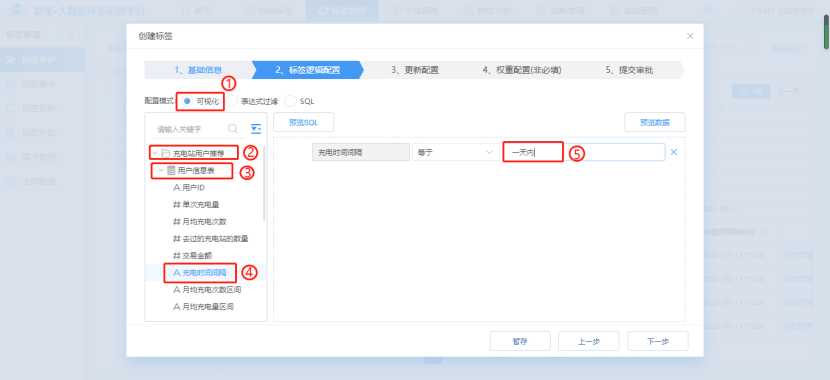 创建标签
1、基础信息
2、标签逻辑配置
3、更新配置
4、权重配置(非必填)
5、提交审批
①
配置模式:
可视化
表达式过滤
SQL
请输入关键字
预览SQL
预览数据
充电站用户推荐 ②
用户信息表 ③
用户ID
单次充电量
月均充电次数
去过的充电站的数量
交易金额
充电时间间隔 ④
月均充电次数区间
月均充电量区间
充电时间间隔
等于
一天内 ⑤
暂存
上一步
下一步